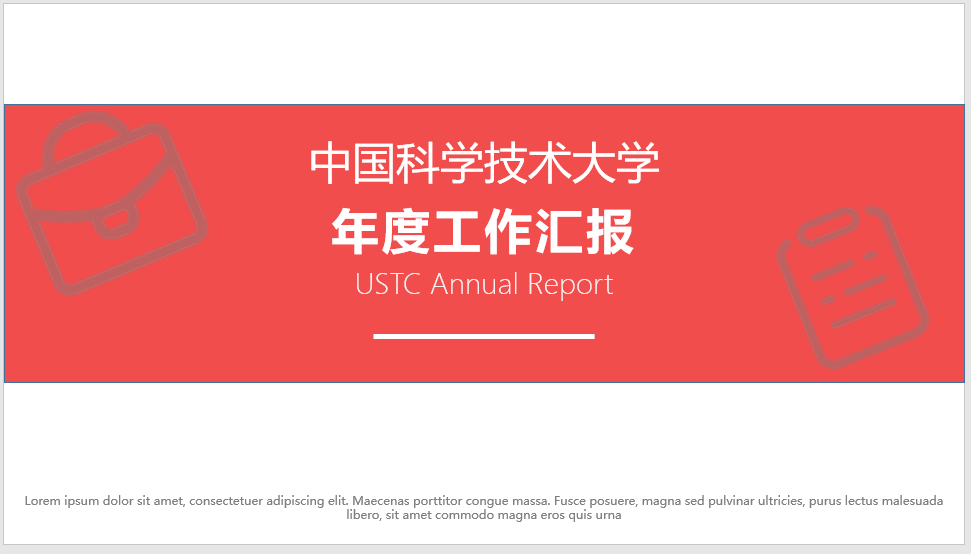 中国科学技术大学
年度工作汇报
USTC Annual Report
Lorem ipsum dolor sit amet, consectetuer adipiscing elit. Maecenas porttitor congue massa. Fusce posuere, magna sed pulvinar ultricies, purus lectus malesuada
libero, sit amet commodo magna eros quis urna